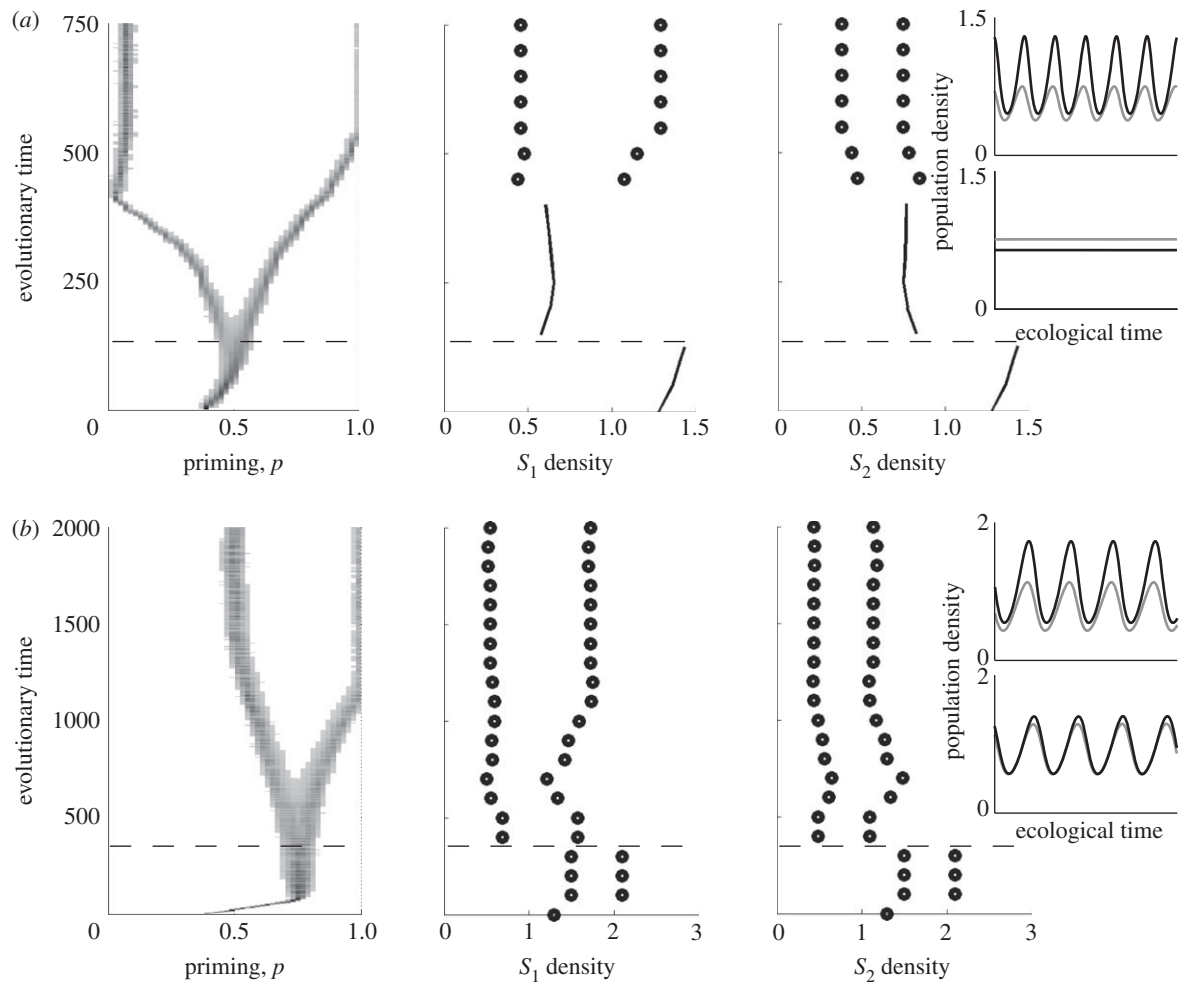 (a)
750
500
250
0
evolutionary time
0 0.5 1.0
priming, p
0 0.5 1.0 1.5
S1 density
0 0.5 1.0 1.5
S2 density
1.5
0
1.5
0
population density
ecological time
(b)
2000
1500
1000
500
0
evolutionary time
0.5 1.0
priming, p
0 1 2 3
S1 density
0 1 2 3
S2 density
2
0
2
0
population density
ecological time